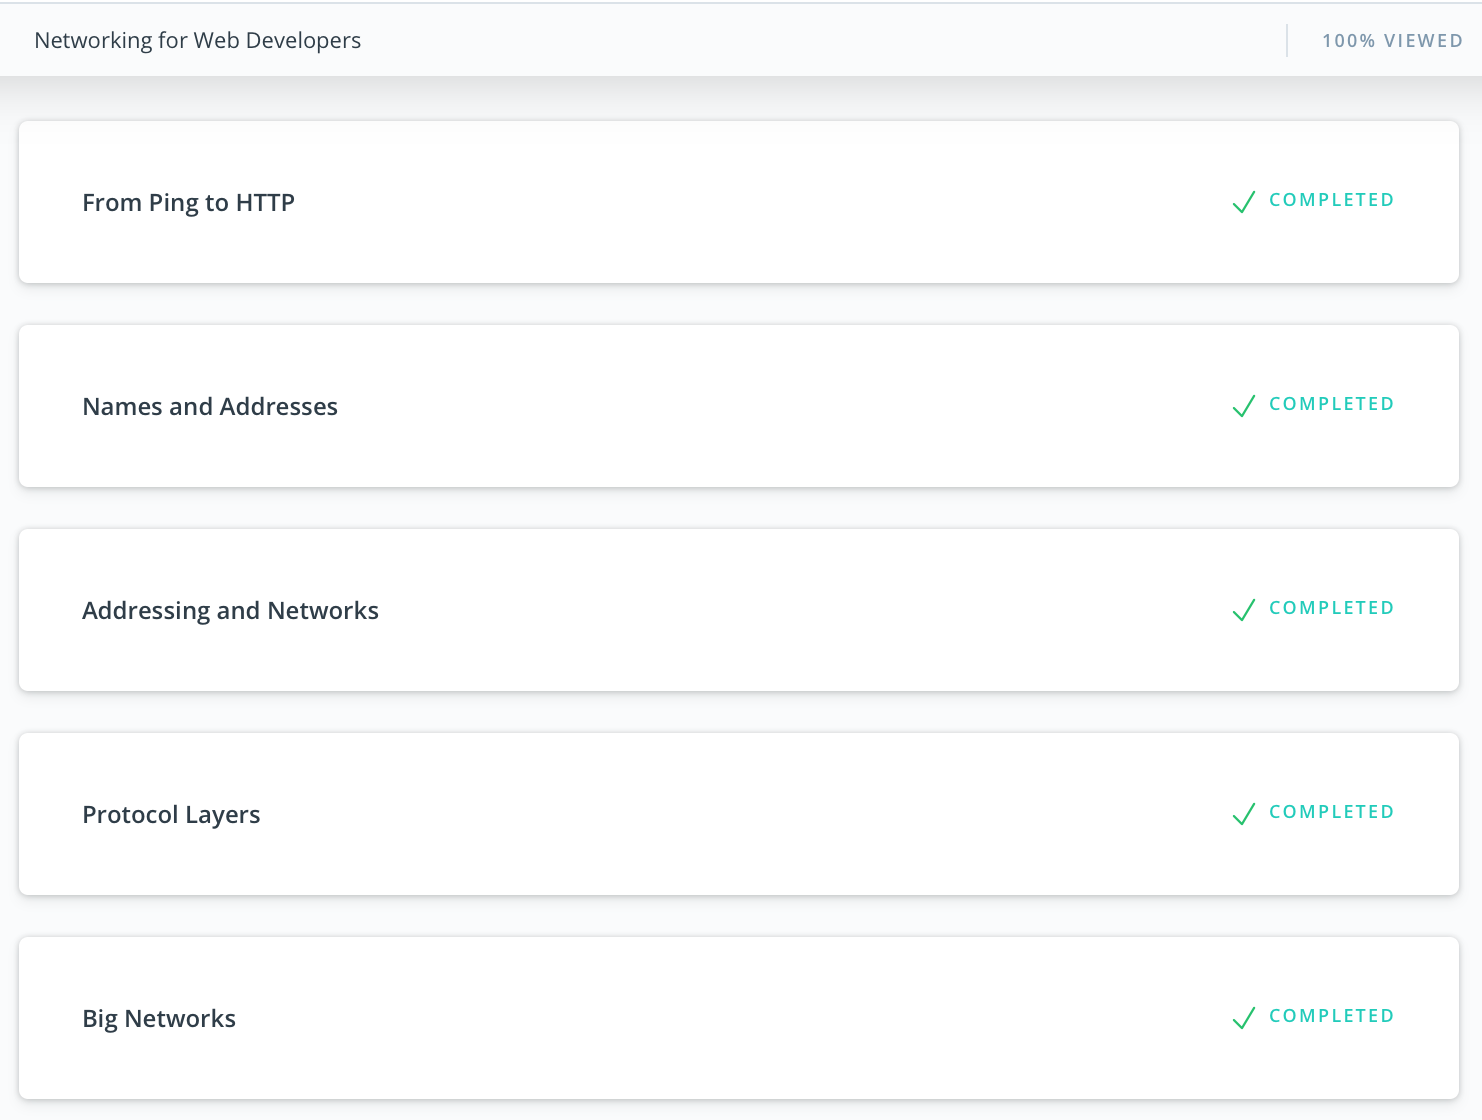 Networking for Web Developers
100% VIEWED
From Ping to HTTP
COMPLETED
Names and Addresses
COMPLETED
Addressing and Networks
COMPLETED
Protocol Layers
COMPLETED
Big Networks
COMPLETED